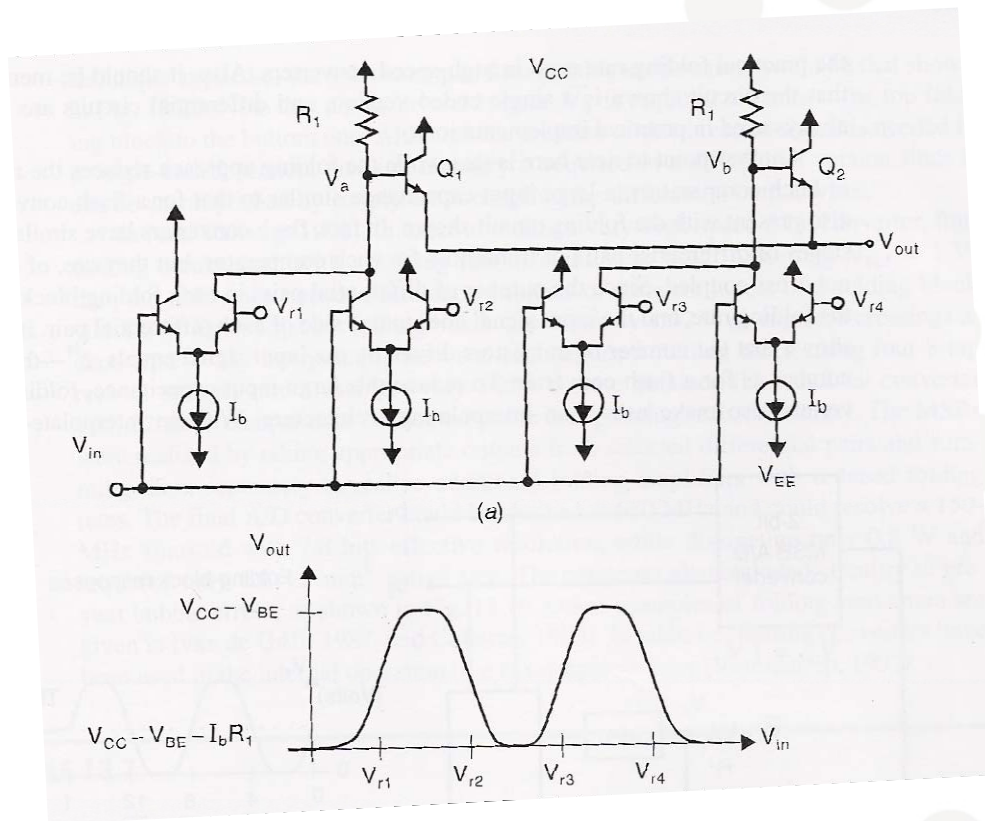 V_CC
R_1
R_1
V_a
Q_1
V_b
Q_2
V_out
V_r1
V_r2
V_r3
V_r4
I_b
I_b
I_b
I_b
V_in
V_EE
(a)
V_out
V_CC – V_BE
V_CC – V_BE – I_bR_1
V_in
V_r1
V_r2
V_r3
V_r4